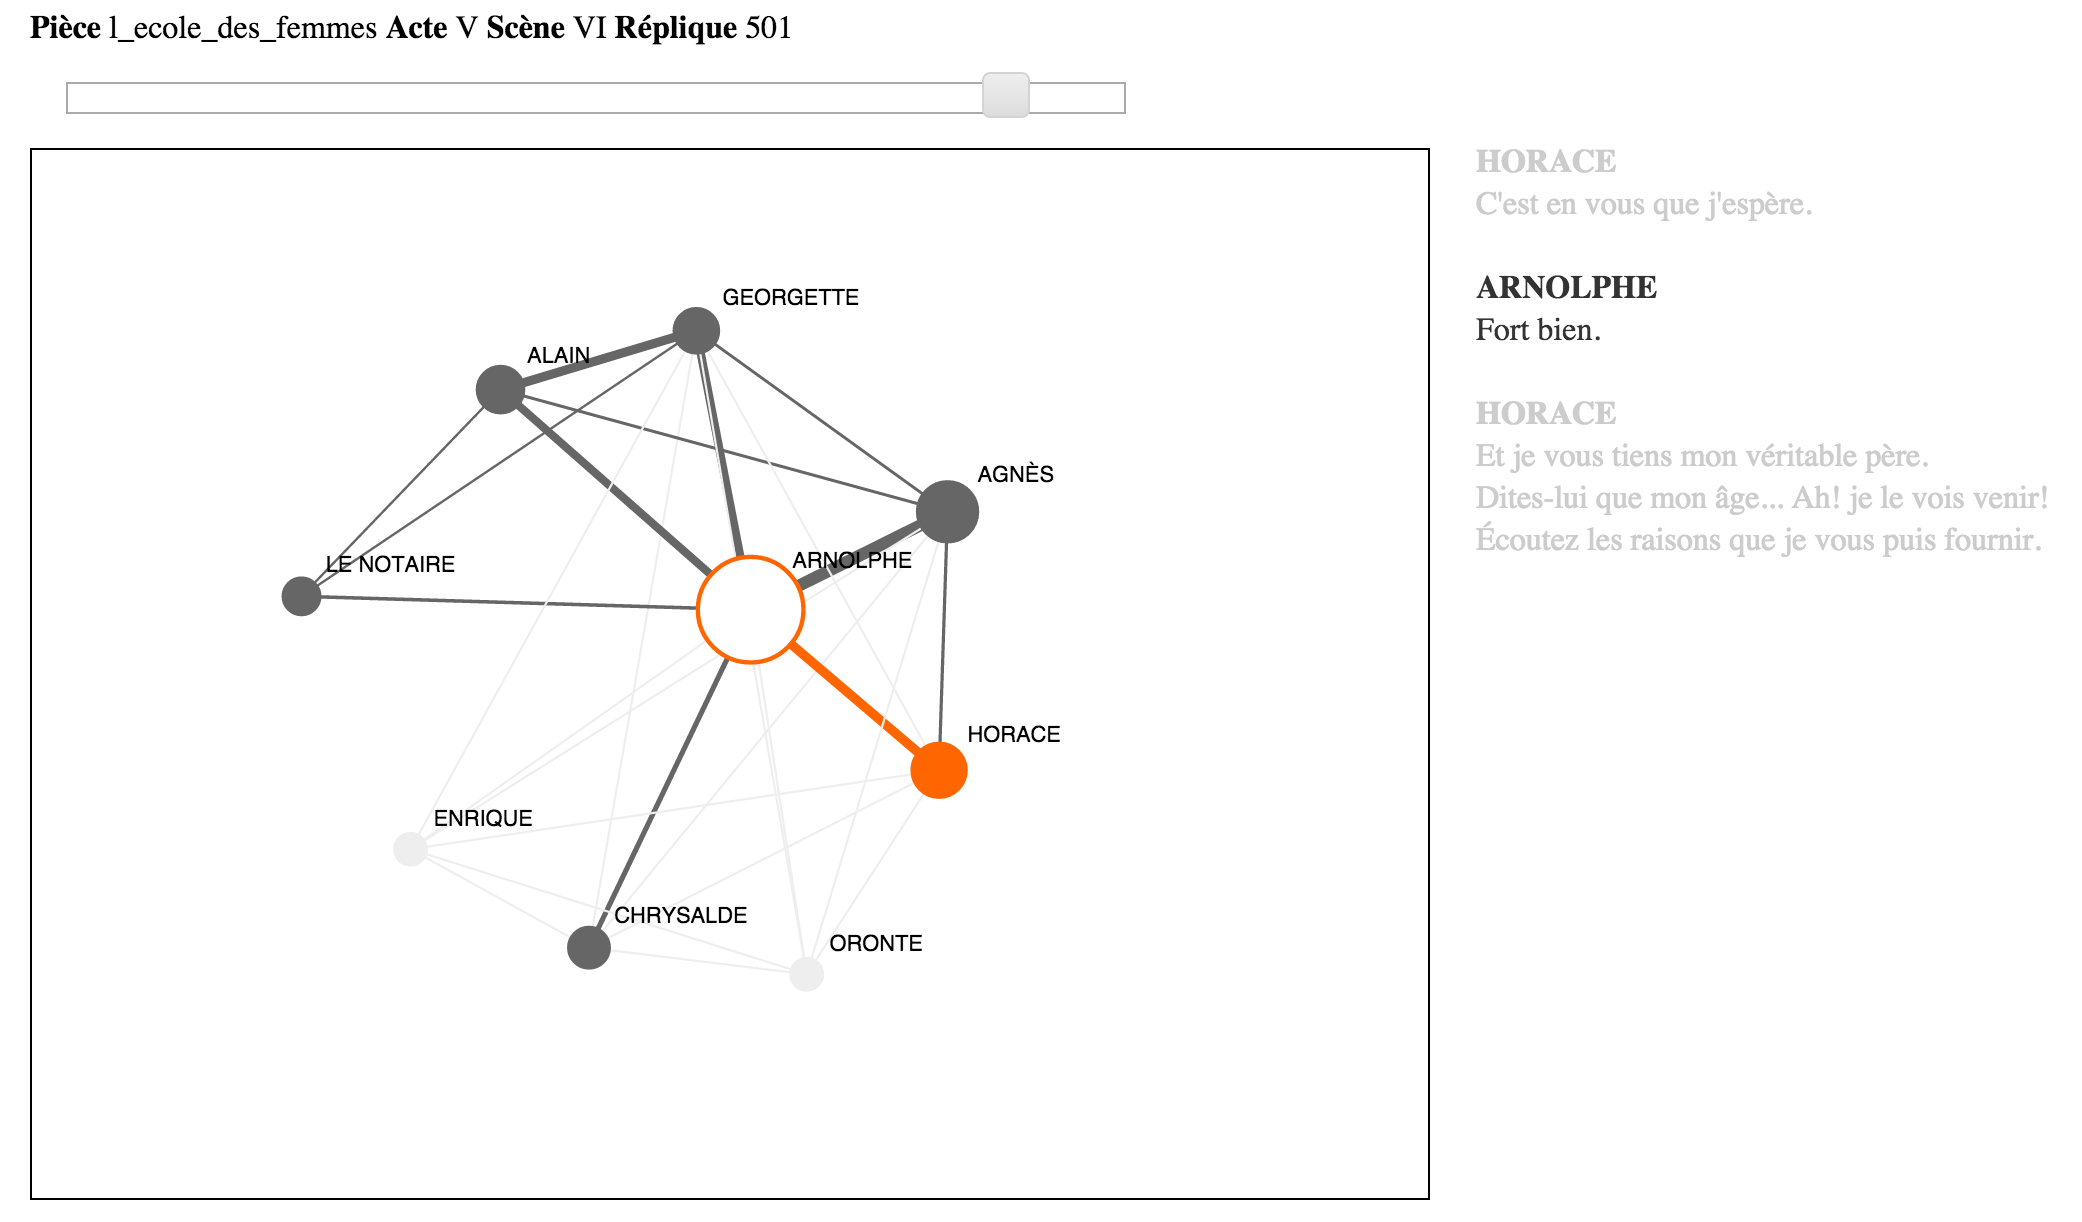 Pièce l_ecole_des_femmes Acte V Scène VI Réplique 501
HORACE
C'est en vous que j'espère.
ARNOLPHE
Fort bien.
HORACE
Et je vous tiens mon véritable père.
Dites-lui que mon âge... Ah! je le vois venir!
Écoutez les raisons que je vous puis fournir.
GEORGETTE
ALAIN
AGNÈS
ARNOLPHE
LE NOTAIRE
HORACE
ENRIQUE
CHRYSALDE
ORONTE